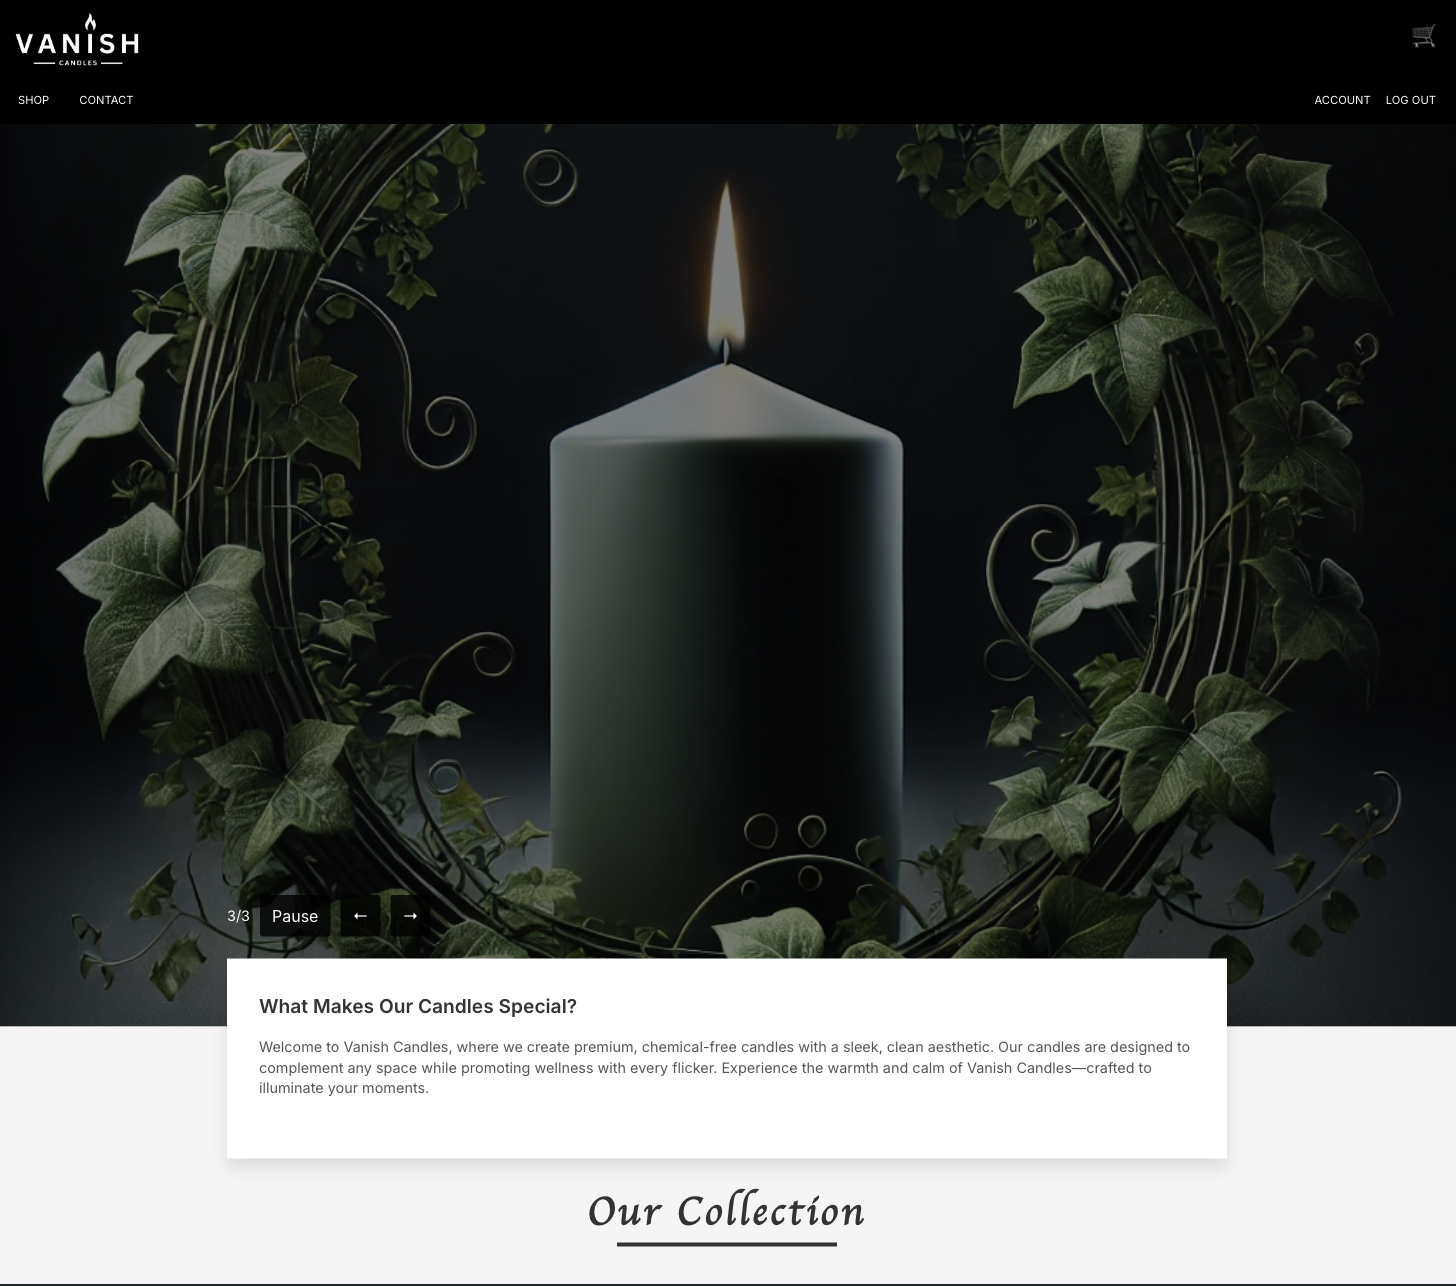 VANISH
CANDLES
SHOP CONTACT ACCOUNT LOG OUT
3/3 Pause ← →
What Makes Our Candles Special?
Welcome to Vanish Candles, where we create premium, chemical-free candles with a sleek, clean aesthetic. Our candles are designed to
complement any space while promoting wellness with every flicker. Experience the warmth and calm of Vanish Candles—crafted to
illuminate your moments.
Our Collection